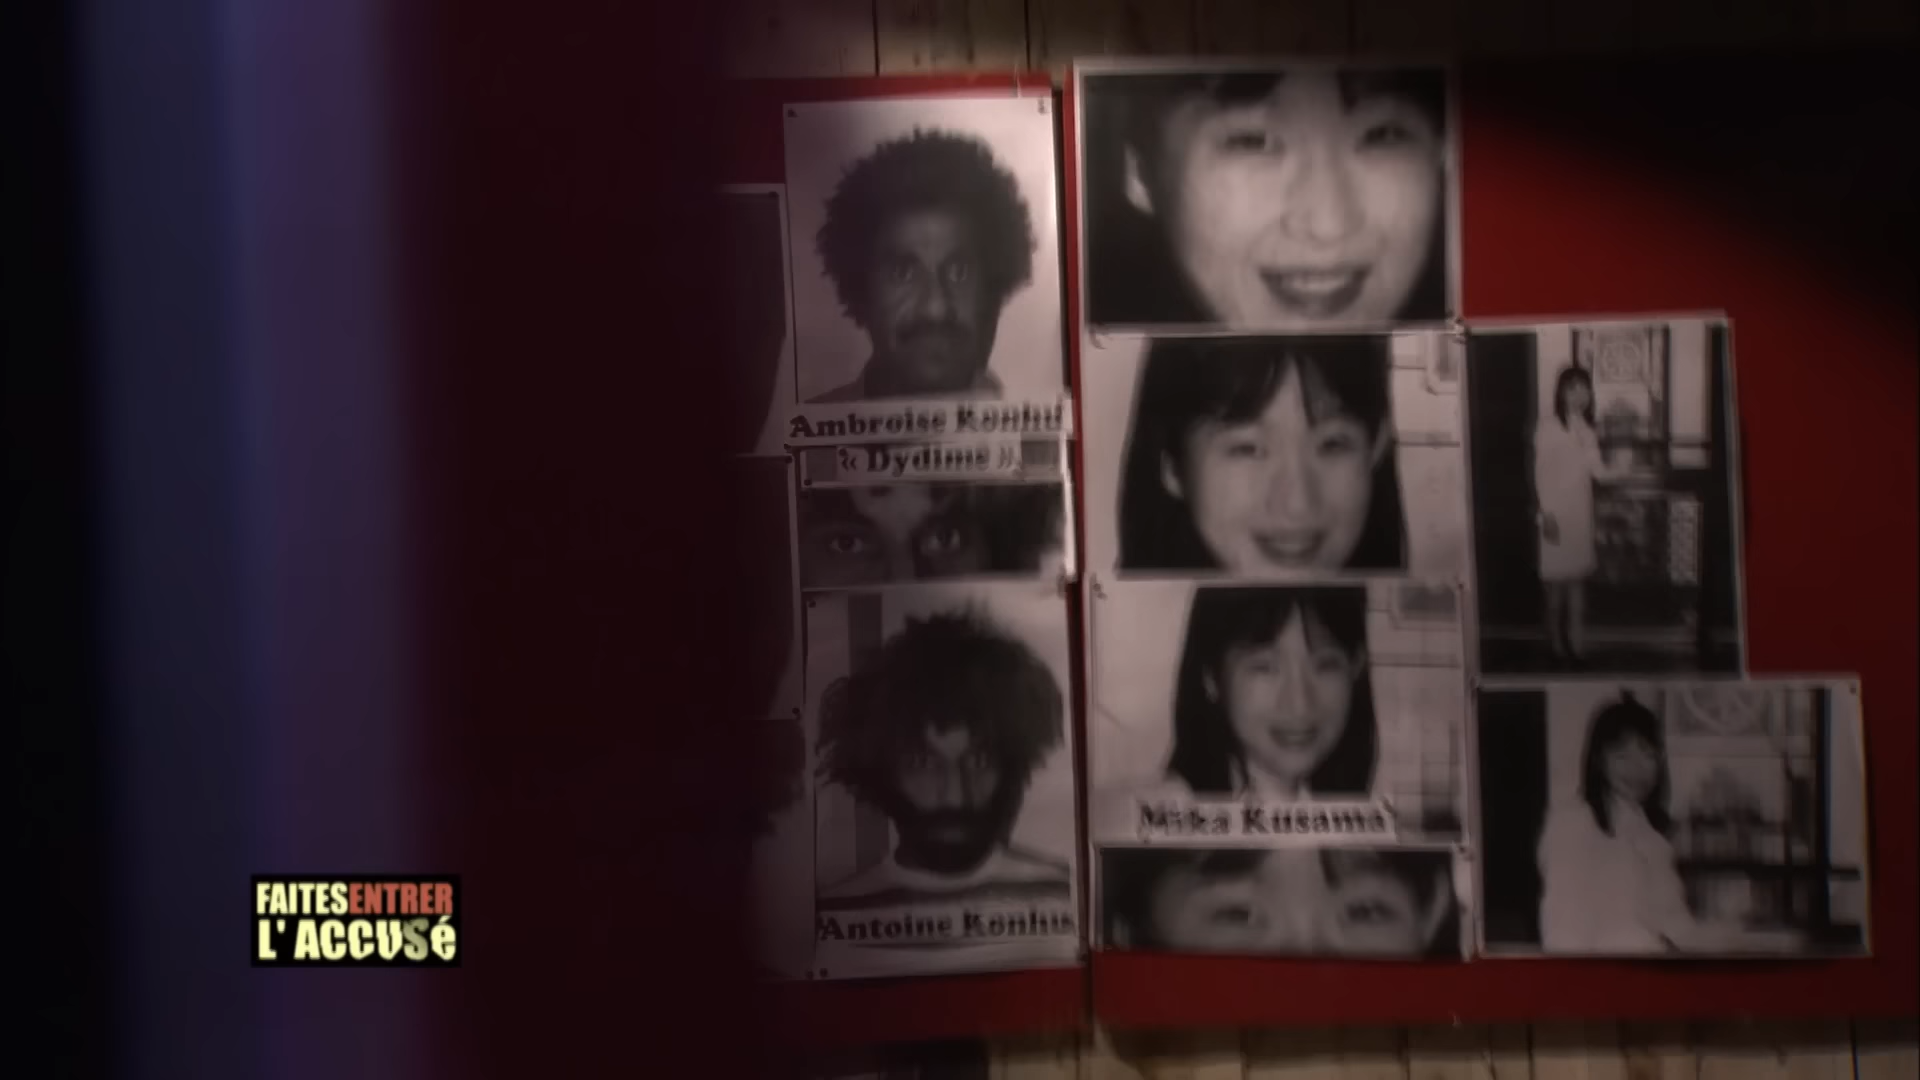 Ambroise Konhu
« Dydime »
Antoine Konhu
Mika Kusama
FAITES ENTRER
L'ACCUSé